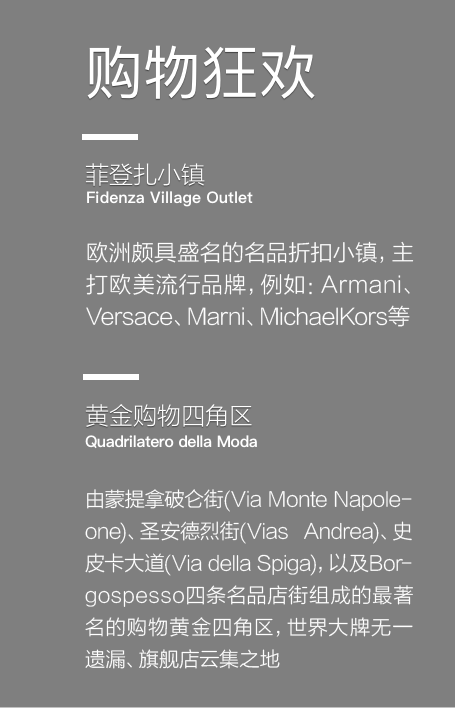 购物狂欢
菲登扎小镇
Fidenza Village Outlet
欧洲颇具盛名的名品折扣小镇，主
打欧美流行品牌，例如：Armani、
Versace、Marni、MichaelKors等
黄金购物四角区
Quadrilatero della Moda
由蒙提拿破仑街(Via Monte Napole-
one)、圣安德烈街(Vias Andrea)、史
皮卡大道(Via della Spiga)，以及Bor-
gospesso四条名品店街组成的最著
名的购物黄金四角区，世界大牌无一
遗漏、旗舰店云集之地